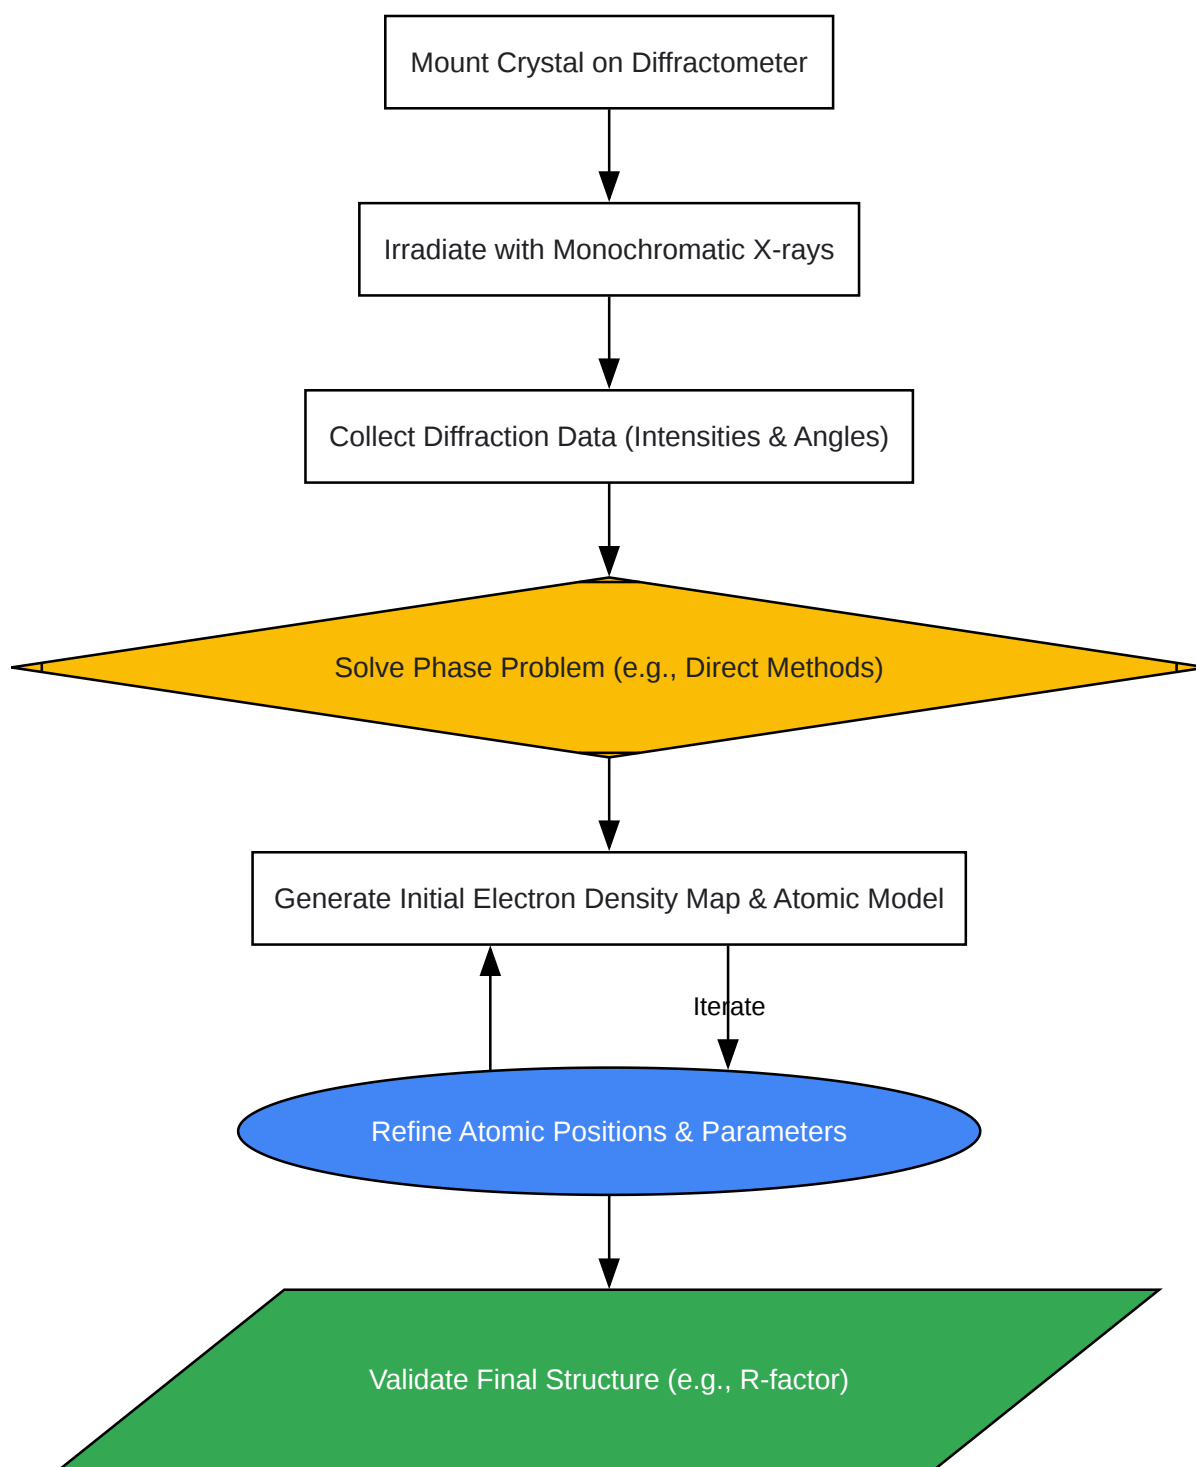 Mount Crystal on Diffractometer
Irradiate with Monochromatic X-rays
Collect Diffraction Data (Intensities & Angles)
Solve Phase Problem (e.g., Direct Methods)
Generate Initial Electron Density Map & Atomic Model
Iterate
Refine Atomic Positions & Parameters
Validate Final Structure (e.g., R-factor)